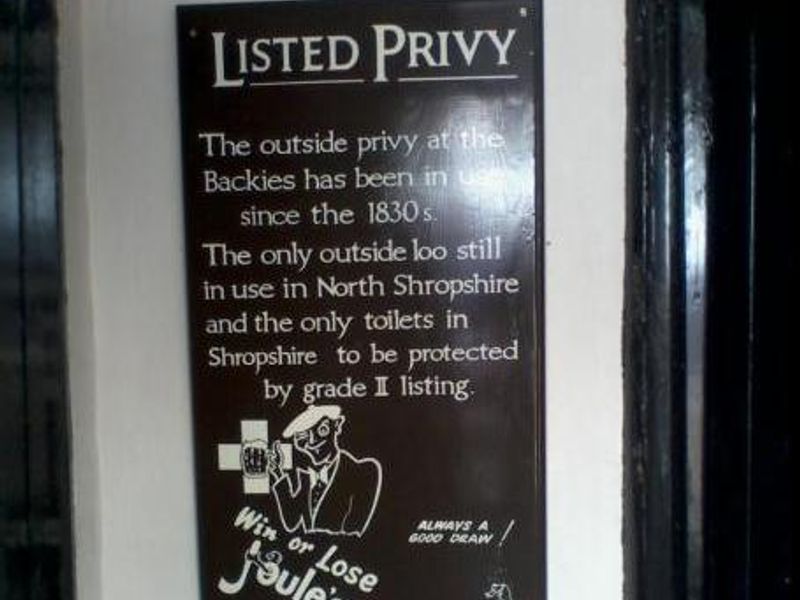 LISTED PRIVY
The outside privy at the
Backies has been in use
since the 1830s.
The only outside loo still
in use in North Shropshire
and the only toilets in
Shropshire to be protected
by grade II listing.
ALWAYS A
GOOD DRAW!
Win or Lose
Joule's